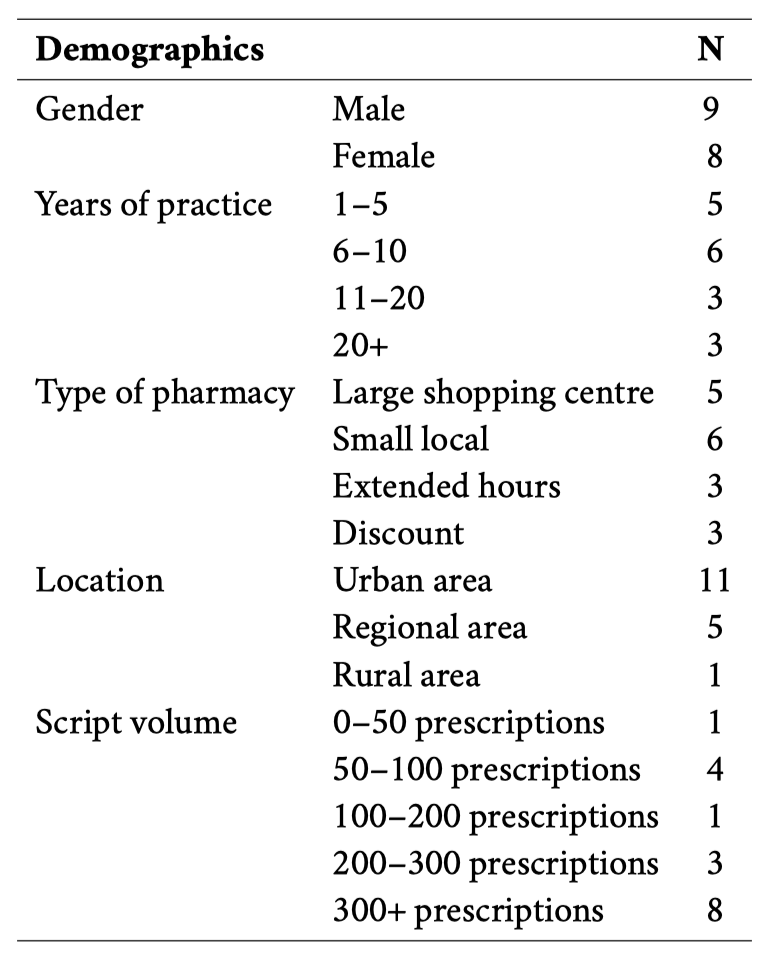 Demographics N
Gender Male 9
Female 8
Years of practice 1–5 5
6–10 6
11–20 3
20+ 3
Type of pharmacy Large shopping centre 5
Small local 6
Extended hours 3
Discount 3
Location Urban area 11
Regional area 5
Rural area 1
Script volume 0–50 prescriptions 1
50–100 prescriptions 4
100–200 prescriptions 1
200–300 prescriptions 3
300+ prescriptions 8